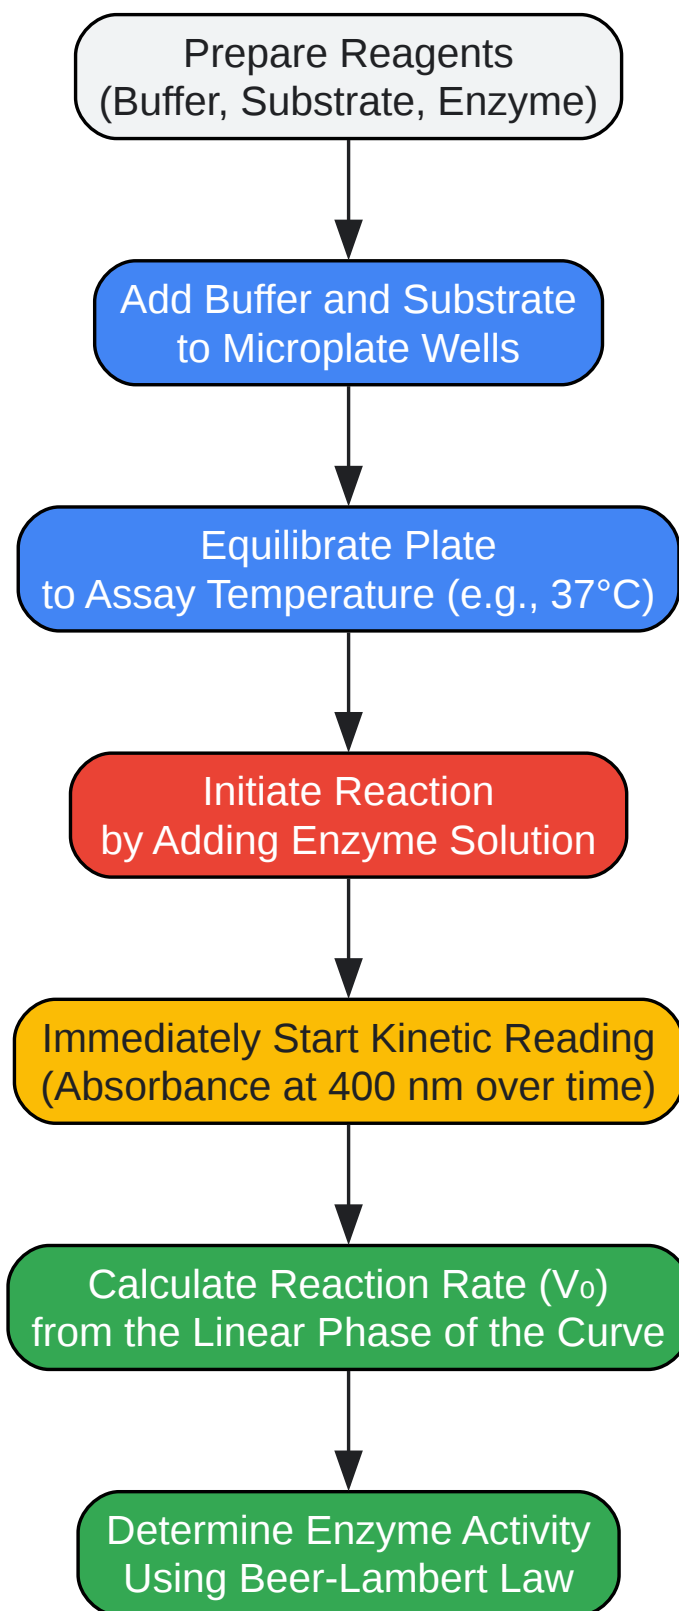 Prepare Reagents
(Buffer, Substrate, Enzyme)
Add Buffer and Substrate
to Microplate Wells
Equilibrate Plate
to Assay Temperature (e.g., 37°C)
Initiate Reaction
by Adding Enzyme Solution
Immediately Start Kinetic Reading
(Absorbance at 400 nm over time)
Calculate Reaction Rate (V₀)
from the Linear Phase of the Curve
Determine Enzyme Activity
Using Beer-Lambert Law